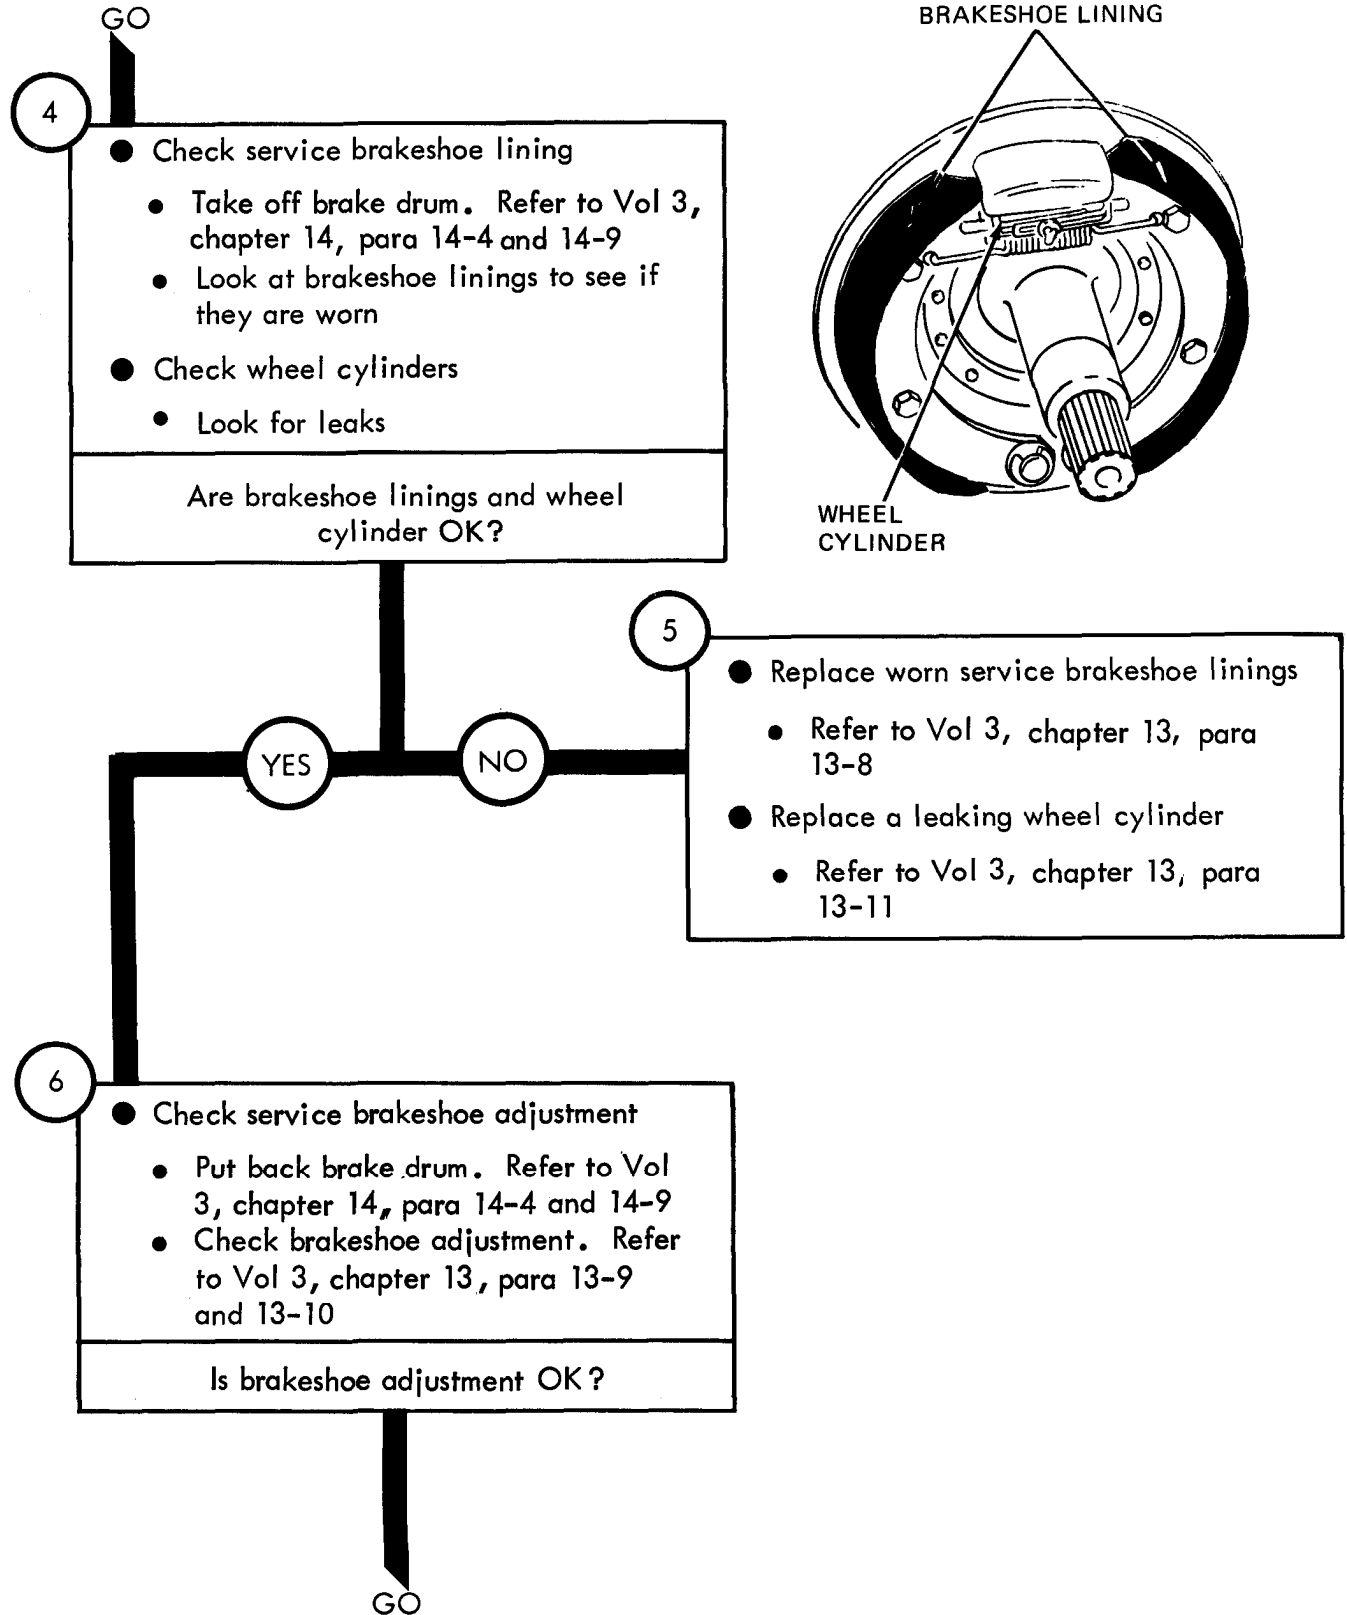 GO
BRAKESHOE LINING
4
● Check service brakeshoe lining
● Take off brake drum. Refer to Vol 3,
chapter 14, para 14-4 and 14-9
● Look at brakeshoe linings to see if
they are worn
● Check wheel cylinders
● Look for leaks
Are brakeshoe linings and wheel
cylinder OK?
WHEEL
CYLINDER
YES
NO
5
● Replace worn service brakeshoe linings
● Refer to Vol 3, chapter 13, para
13-8
● Replace a leaking wheel cylinder
● Refer to Vol 3, chapter 13, para
13-11
6
● Check service brakeshoe adjustment
● Put back brake drum. Refer to Vol
3, chapter 14, para 14-4 and 14-9
● Check brakeshoe adjustment. Refer
to Vol 3, chapter 13, para 13-9
and 13-10
Is brakeshoe adjustment OK?
GO